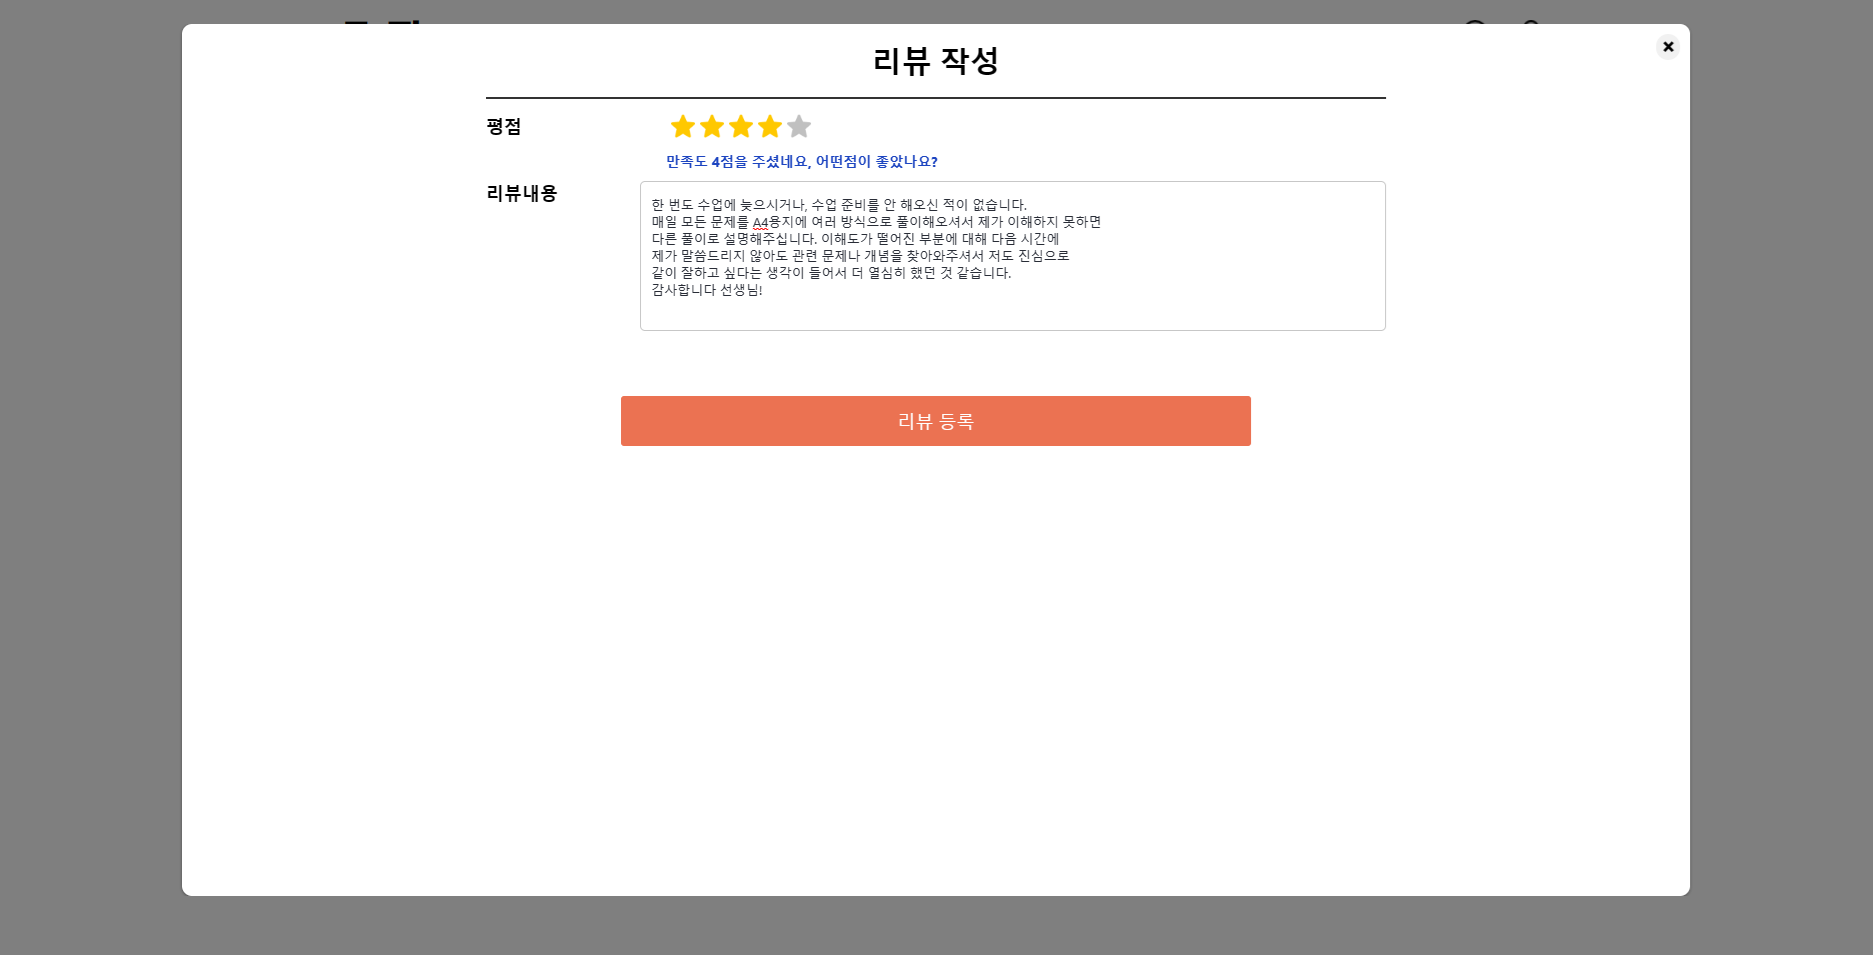 리뷰 작성
평점
만족도 4점을 주셨네요, 어떤점이 좋았나요?
리뷰내용
한 번도 수업에 늦으시거나, 수업 준비를 안 해오신 적이 없습니다.
매일 모든 문제를 A4용지에 여러 방식으로 풀이해오셔서 제가 이해하지 못하면
다른 풀이로 설명해주십니다. 이해도가 떨어진 부분에 대해 다음 시간에
제가 말씀드리지 않아도 관련 문제나 개념을 찾아와주셔서 저도 진심으로
같이 잘하고 싶다는 생각이 들어서 더 열심히 했던 것 같습니다.
감사합니다 선생님!
리뷰 등록